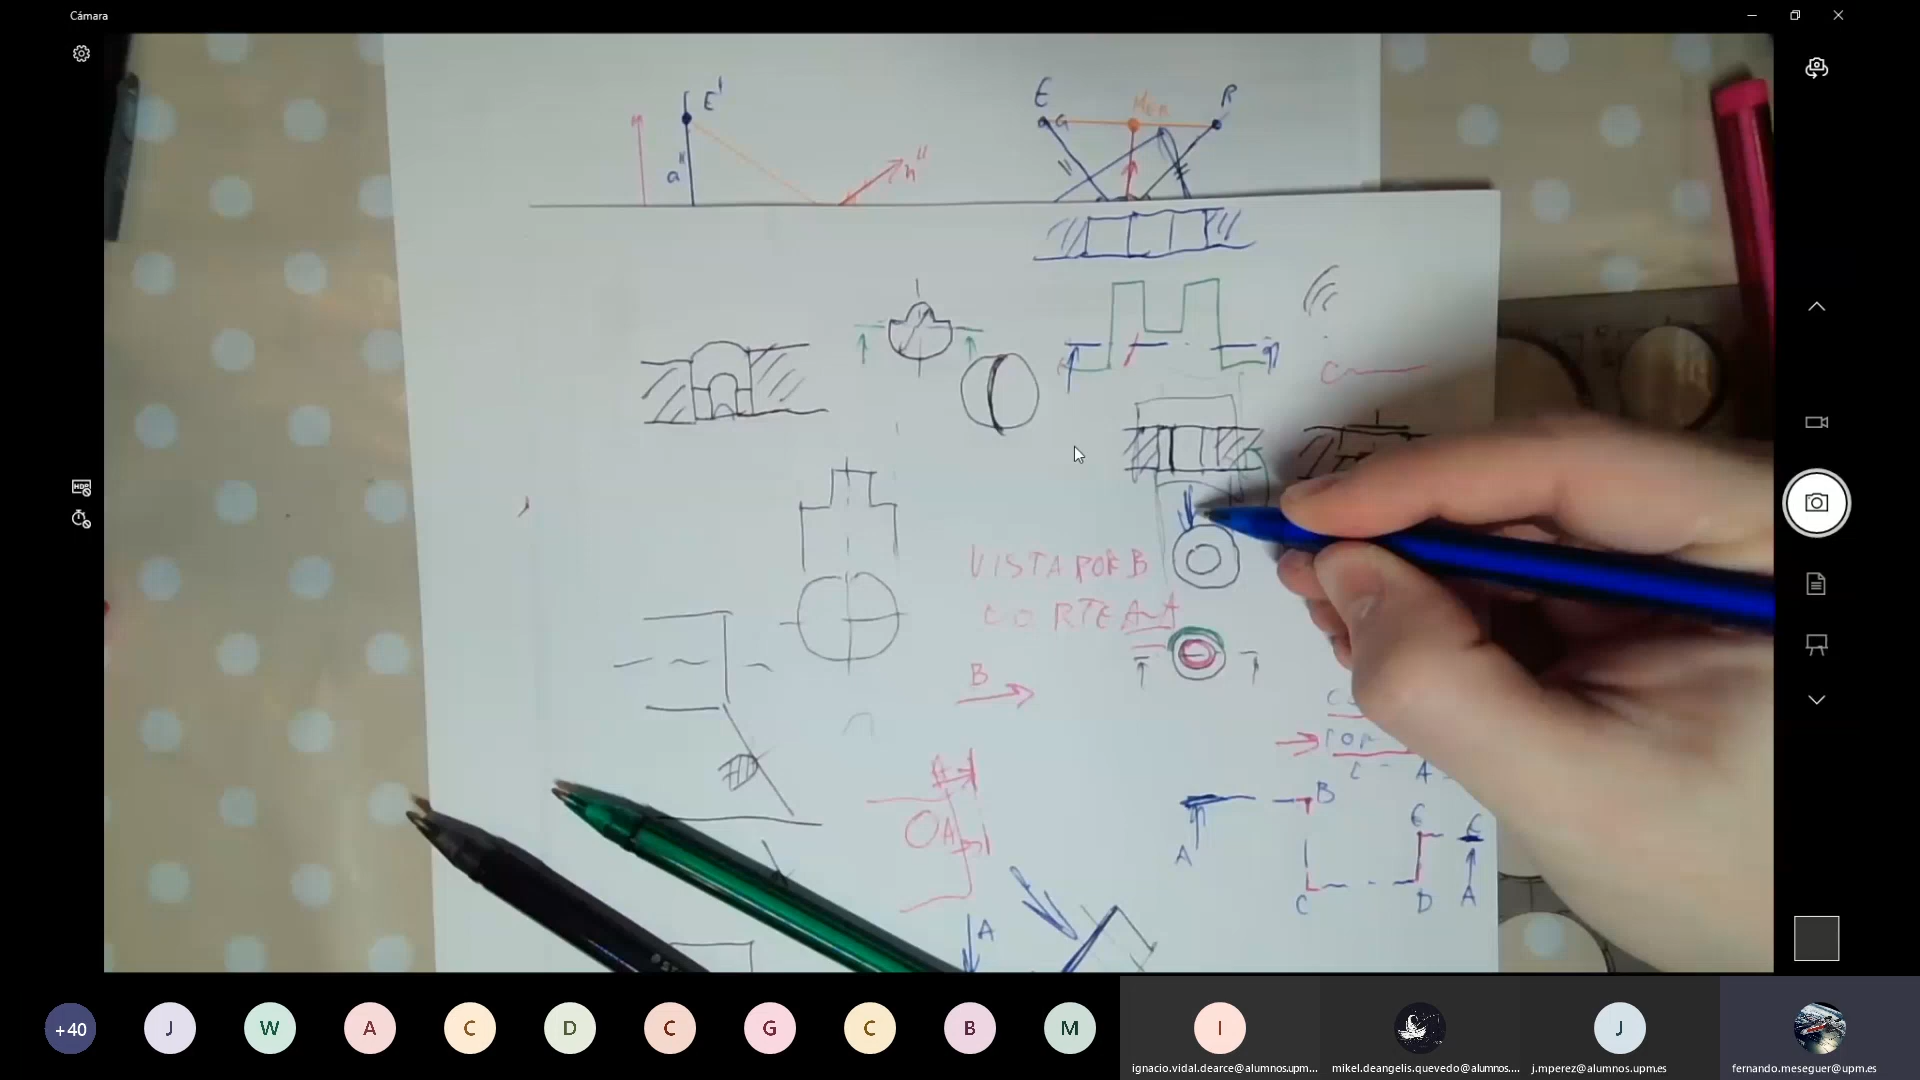 Cámara
E'
a''
n''
E
R
VISTA POR B
CORTE A-A
B
A
A
B
A
C
D
E
A
A
+40
J
W
A
C
D
C
G
C
B
M
I
J
ignacio.vidal.dearce@alumnos.upm...
mikel.deangelis.quevedo@alumnos....
j.mperez@alumnos.upm.es
fernando.meseguer@upm.es